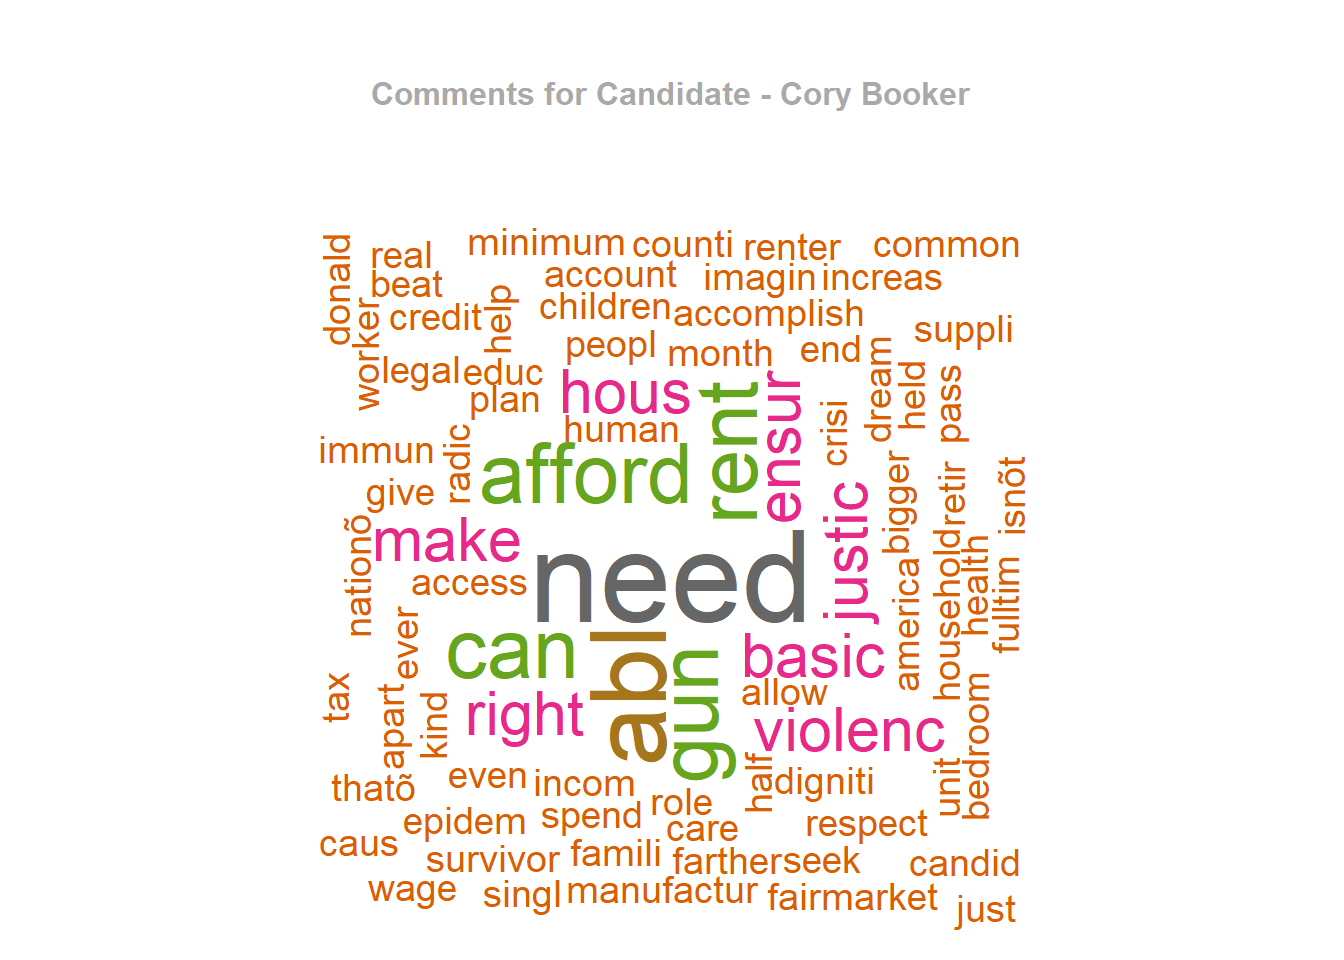 Comments for Candidate - Cory Booker
donald
real
minimum
counti
renter
common
beat
account
imagin
increas
worker
credit
help
children
accomplish
suppli
peopl
month
end
legal
educ
plan
hous
rent
ensur
crisi
dream
held
pass
human
immun
radic
afford
give
justic
bigger
retir
isnõt
nationõ
make
need
access
america
household
health
fulltim
ever
can
abl
gun
basic
allow
tax
apart
kind
right
violenc
unit
bedroom
thatõ
even
incom
role
half
digniti
epidem
spend
care
respect
caus
survivor
famili
farther
seek
candid
wage
singl
manufactur
fairmarket
just